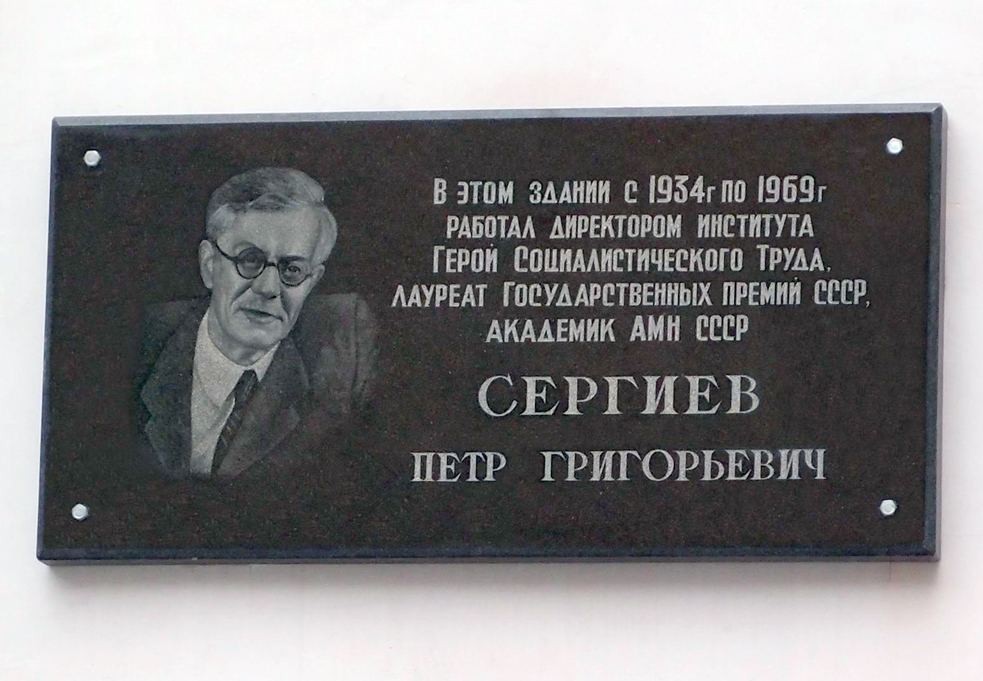 В этом здании с 1934г по 1969г
работал директором института
Герой Социалистического Труда,
лауреат Государственных премий СССР,
академик АМН СССР
СЕРГИЕВ
ПЕТР ГРИГОРЬЕВИЧ